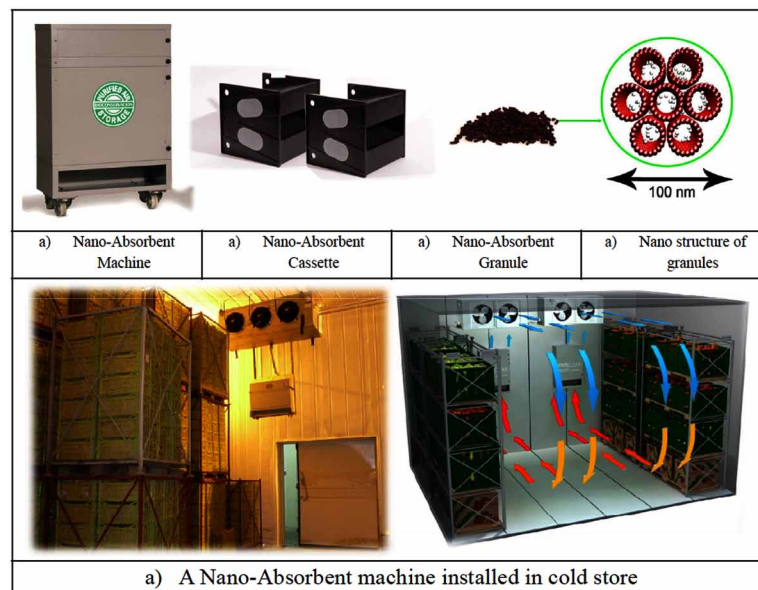 PURIFIED AIR
BIOCONSERVACION
STORAGE
100 nm
a) Nano-Absorbent
Machine
a) Nano-Absorbent
Cassette
a) Nano-Absorbent
Granule
a) Nano structure of
granules
a) A Nano-Absorbent machine installed in cold store